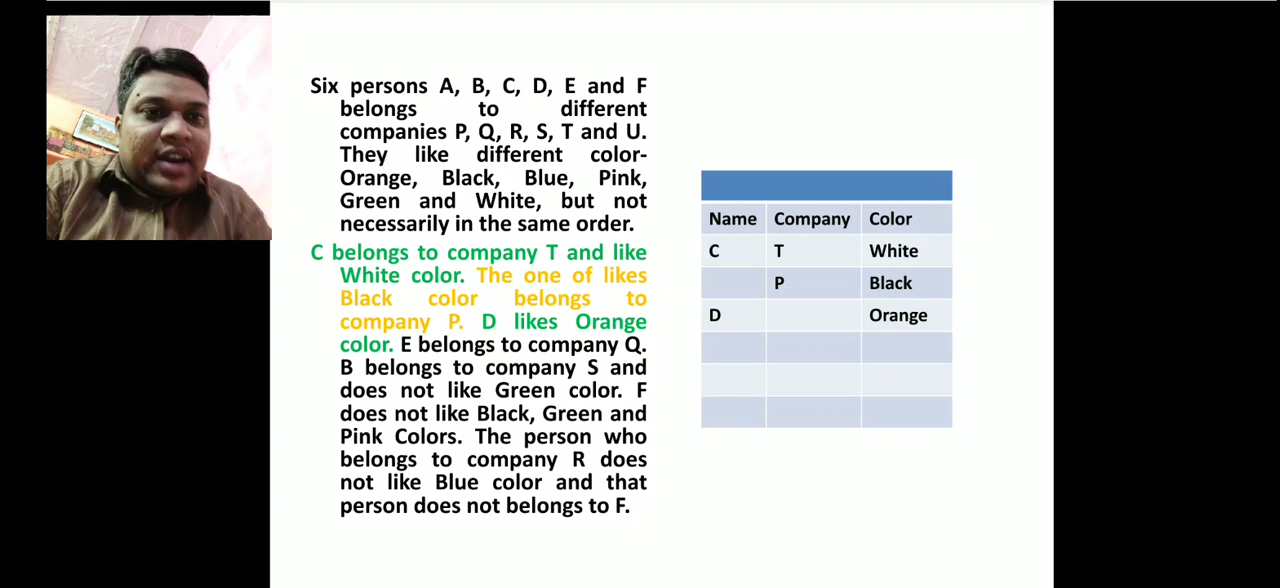 Six persons A, B, C, D, E and F
belongs to different
companies P, Q, R, S, T and U.
They like different color-
Orange, Black, Blue, Pink,
Green and White, but not
necessarily in the same order.
C belongs to company T and like
White color. The one of likes
Black color belongs to
company P. D likes Orange
color. E belongs to company Q.
B belongs to company S and
does not like Green color. F
does not like Black, Green and
Pink Colors. The person who
belongs to company R does
not like Blue color and that
person does not belongs to F.
Name Company Color
C T White
P Black
D Orange